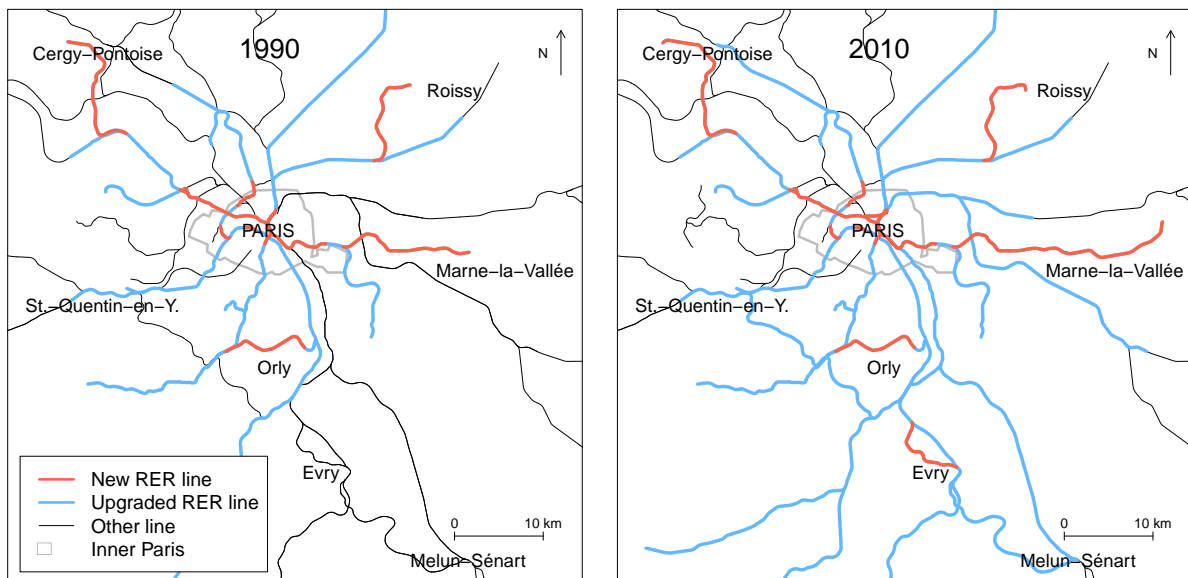 1990
N
Cergy–Pontoise
Roissy
PARIS
Marne–la–Vallée
St.–Quentin–en–Y.
Orly
Evry
Melun–Sénart
0 10 km
New RER line
Upgraded RER line
Other line
Inner Paris
2010
N
Cergy–Pontoise
Roissy
PARIS
Marne–la–Vallée
St.–Quentin–en–Y.
Orly
Evry
Melun–Sénart
0 10 km